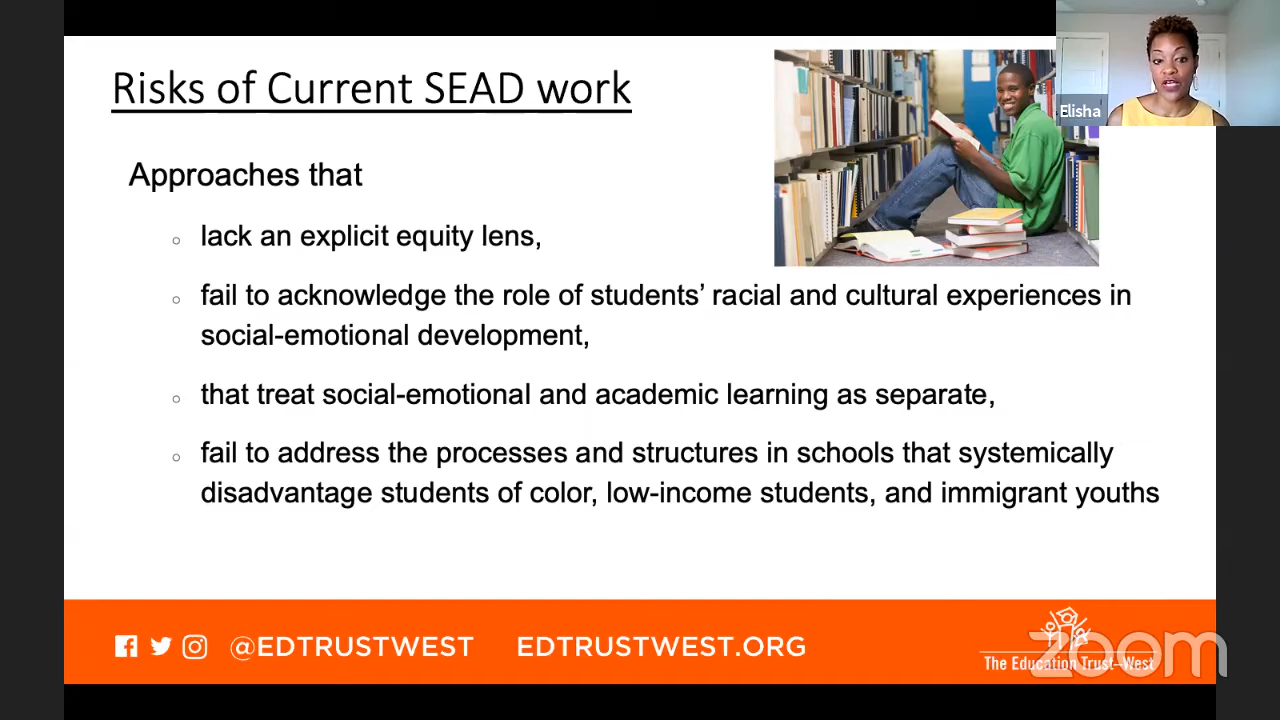 Risks of Current SEAD work
Elisha
Approaches that
lack an explicit equity lens,
fail to acknowledge the role of students’ racial and cultural experiences in
social-emotional development,
that treat social-emotional and academic learning as separate,
fail to address the processes and structures in schools that systemically
disadvantage students of color, low-income students, and immigrant youths
@EDTRUSTWEST EDTRUSTWEST.ORG
The Education Trust–West
zoom